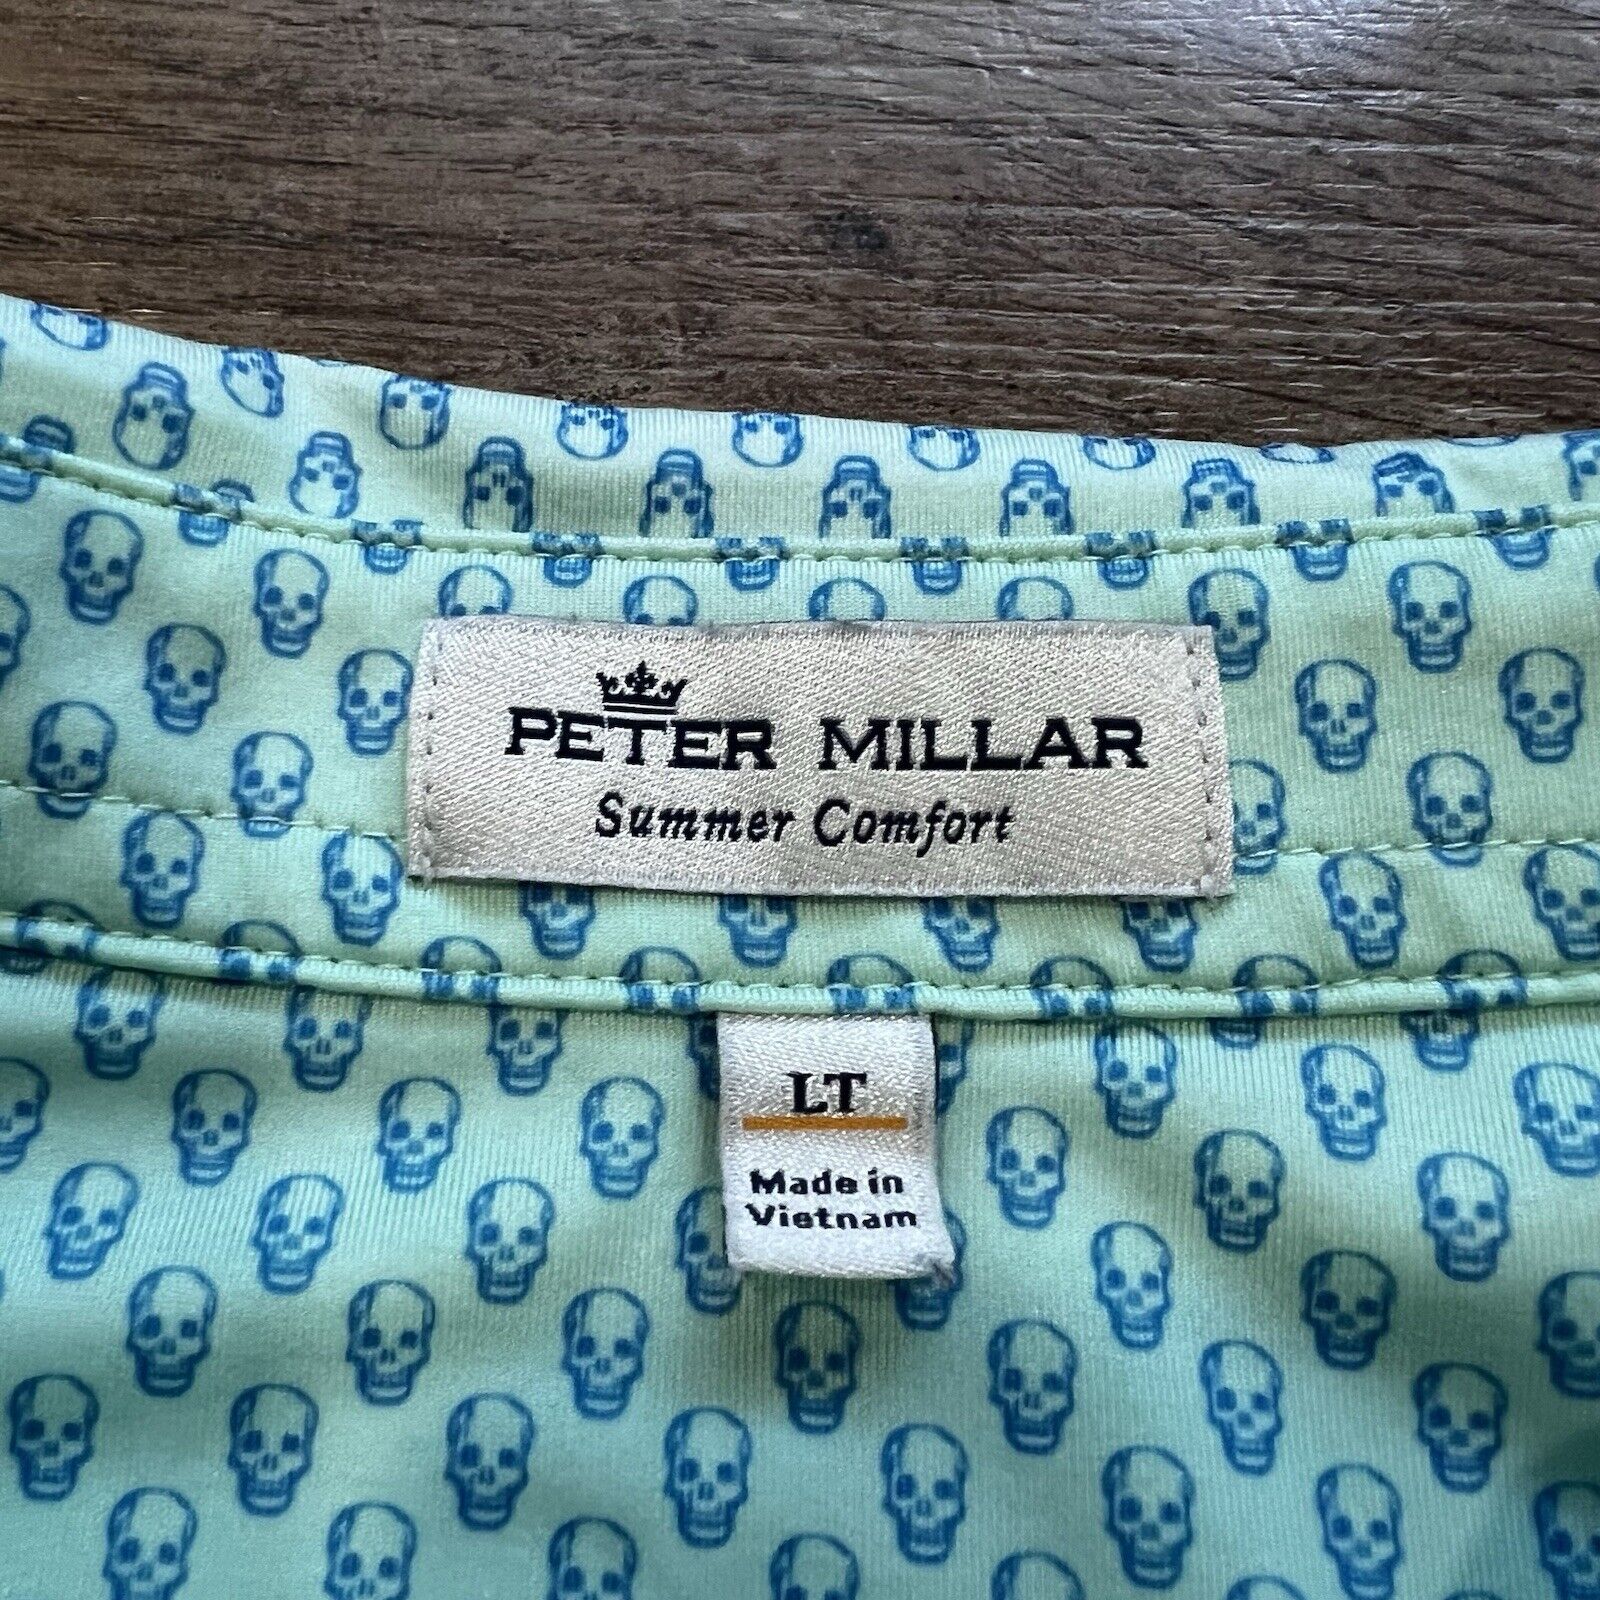 PETER MILLAR
Summer Comfort
LT
Made in
Vietnam